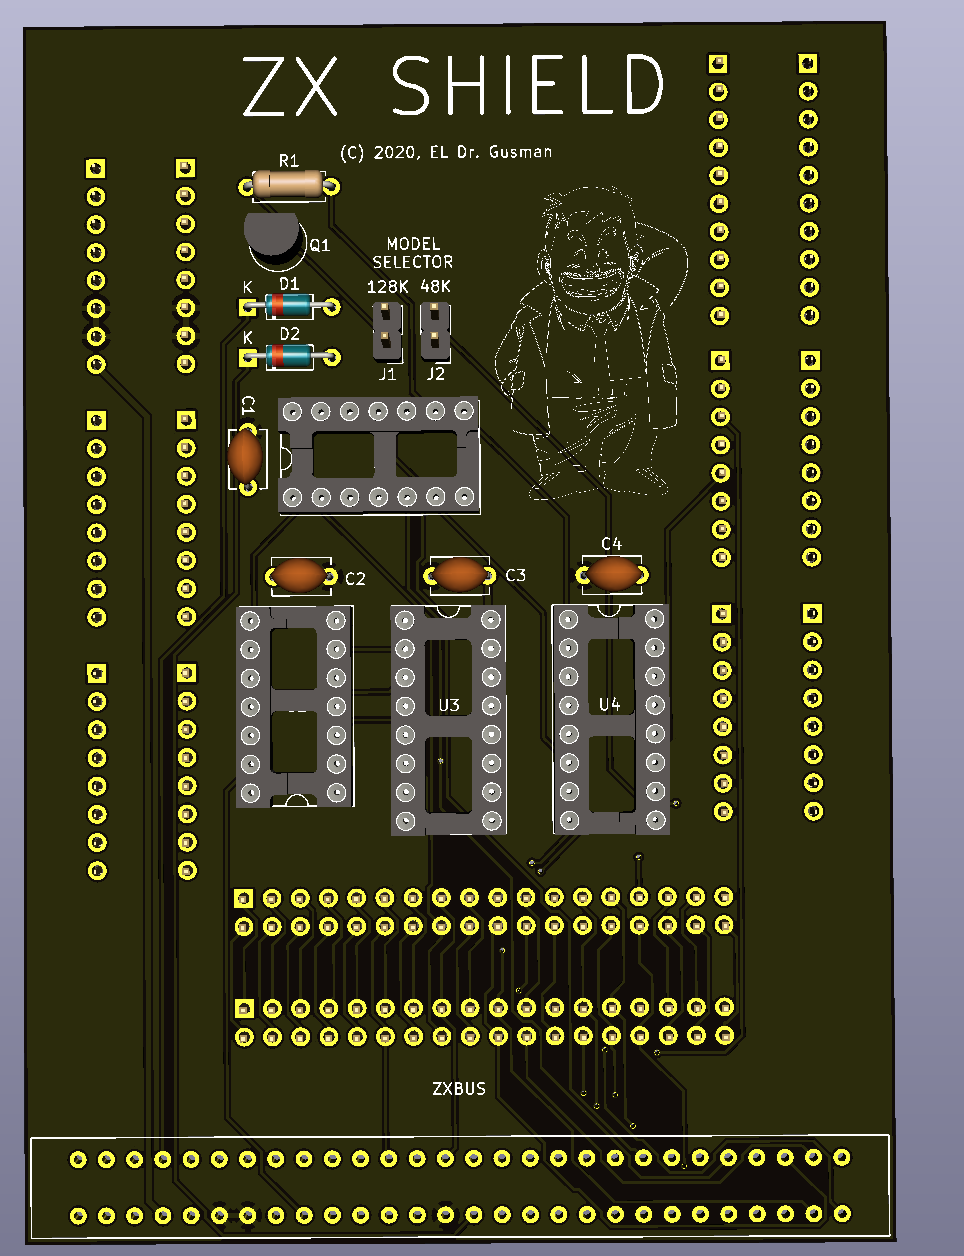 ZX SHIELD
(C) 2020, EL Dr. Gusman
R1
Q1
MODEL
SELECTOR
K
D1
128K
48K
K
D2
J1
J2
C1
C4
C2
C3
U3
U4
ZXBUS